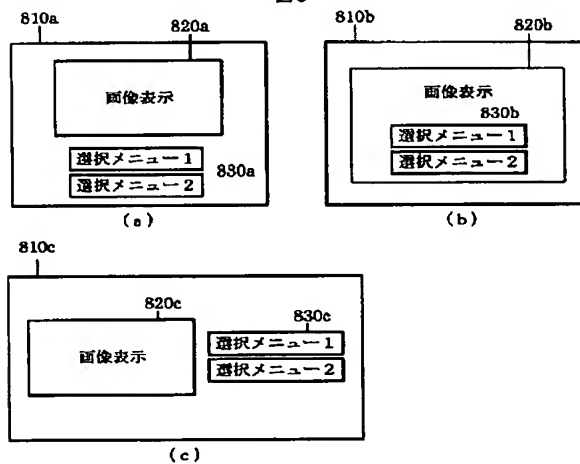 810a
820a
画像表示
選択メニュー1
選択メニュー2
830a
(a)
810b
820b
画像表示
830b
選択メニュー1
選択メニュー2
(b)
810c
820c
画像表示
830c
選択メニュー1
選択メニュー2
(c)